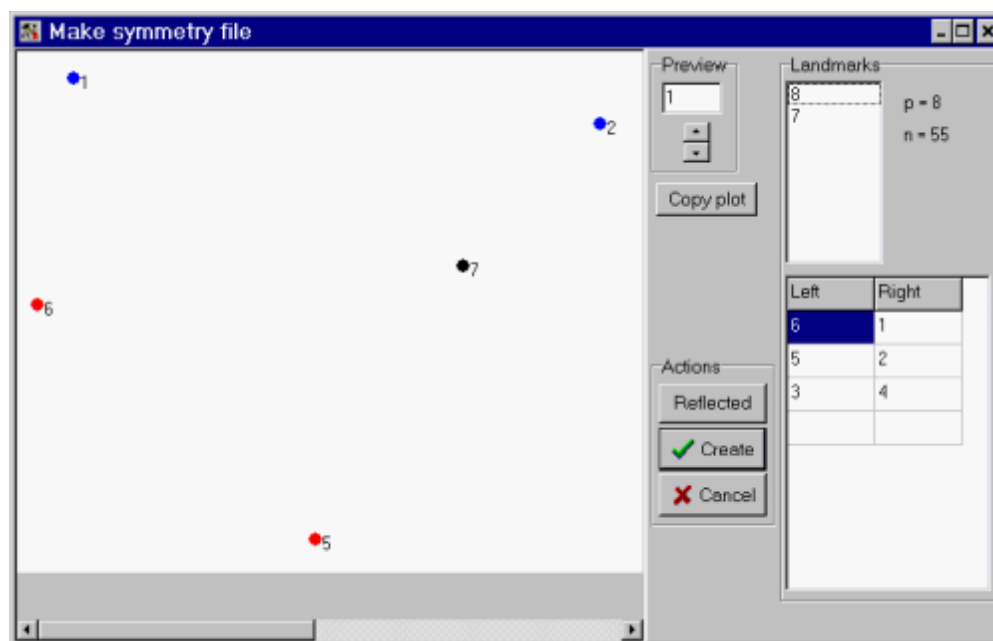 Make symmetry file
1
2
7
6
5
Preview
1
Copy plot
Actions
Reflected
Create
Cancel
Landmarks
8
7
p = 8
n = 55
Left Right
6 1
5 2
3 4